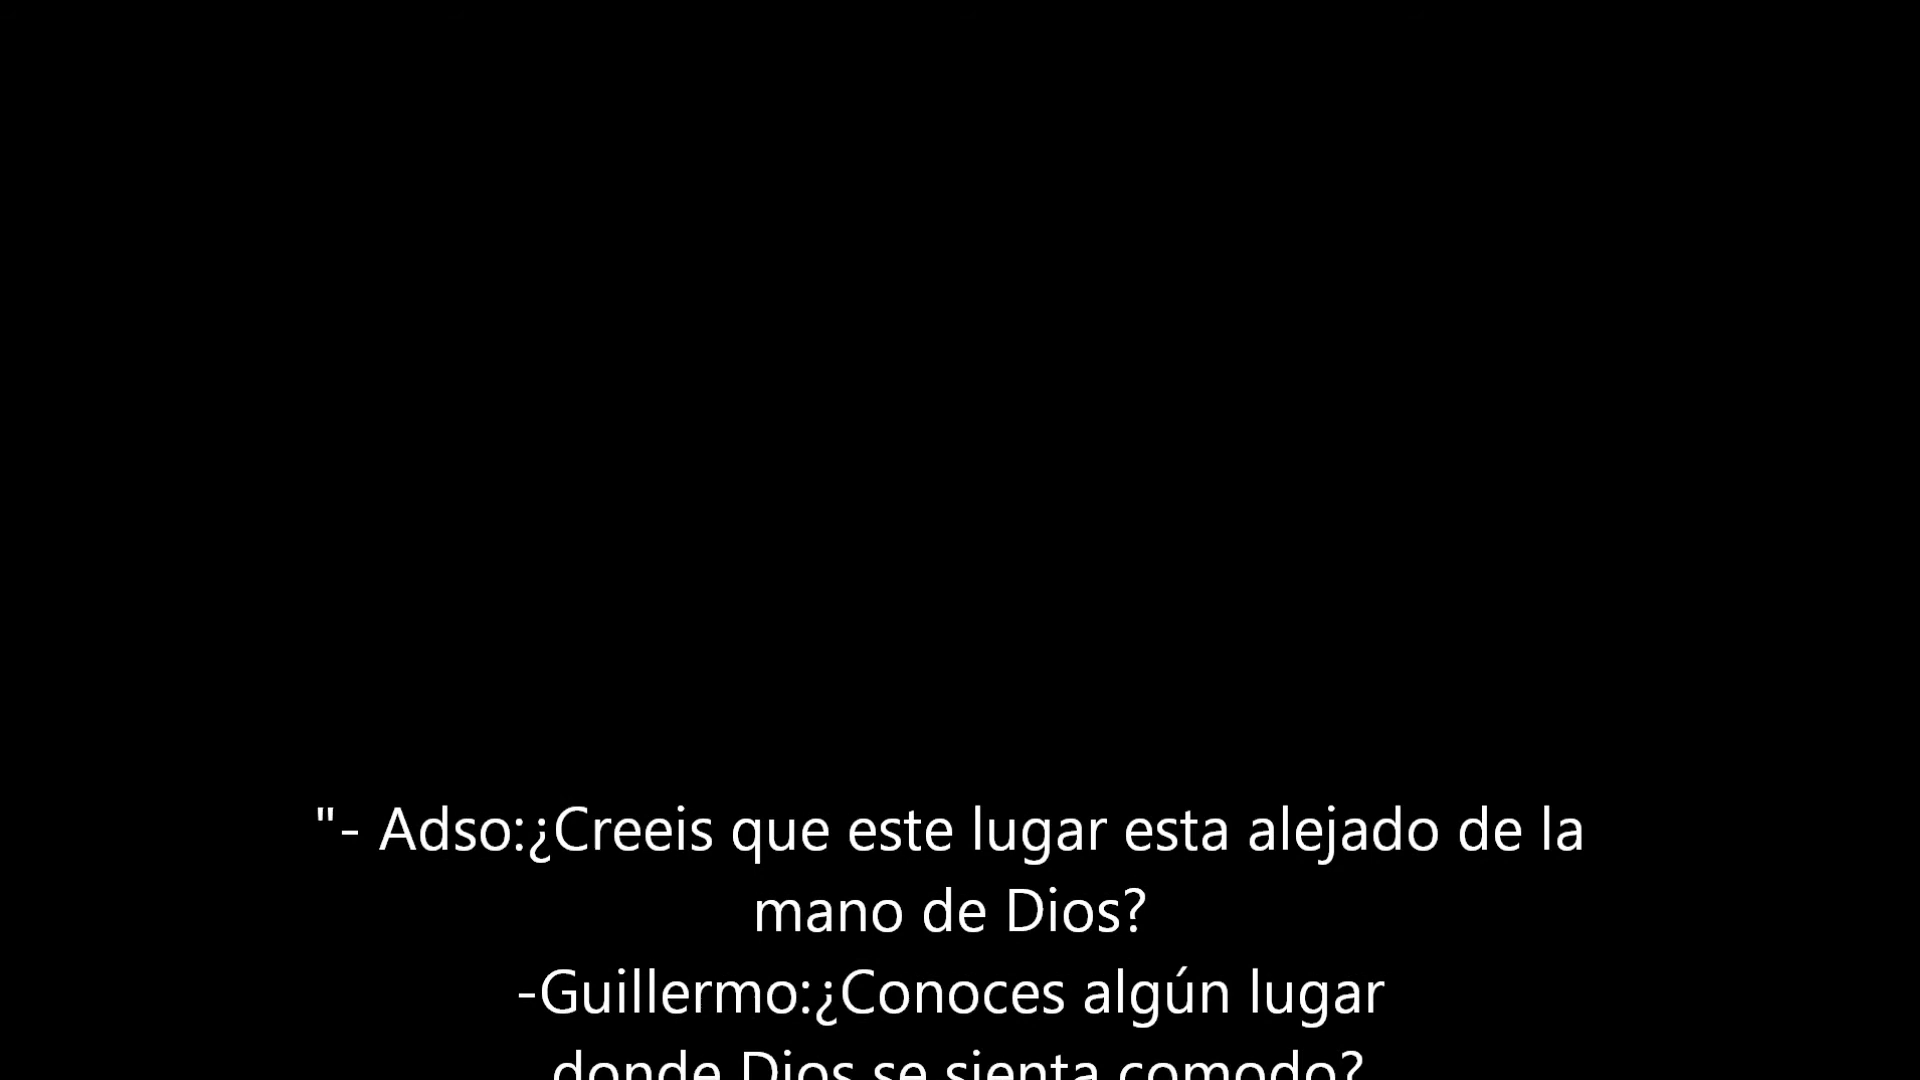 "- Adso:¿Creeis que este lugar esta alejado de la
mano de Dios?
-Guillermo:¿Conoces algún lugar
donde Dios se sienta comodo?